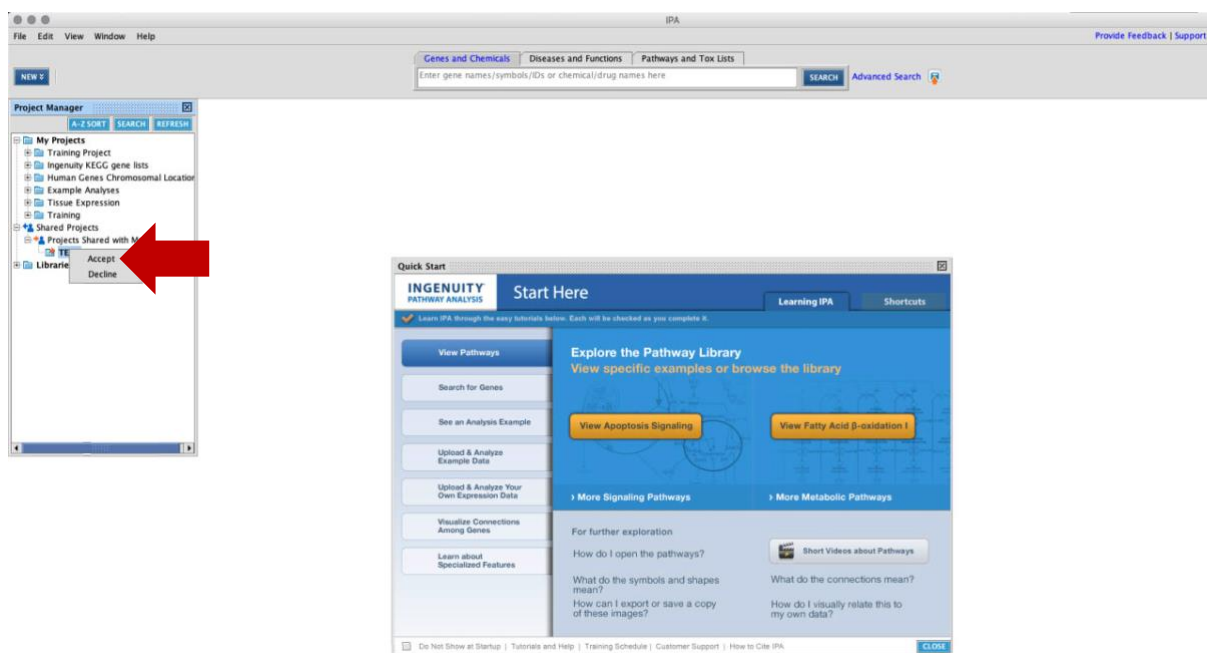 IPA
File Edit View Window Help
Provide Feedback | Support
Genes and Chemicals Diseases and Functions Pathways and Tox Lists
NEW
Enter gene names/symbols/IDs or chemical/drug names here
SEARCH
Advanced Search
Project Manager
A-Z SORT SEARCH REFRESH
My Projects
Training Project
Ingenuity KEGG gene lists
Human Genes Chromosomal Location
Example Analyses
Tissue Expression
Training
Shared Projects
Projects Shared with
Accept
Decline
Quick Start
INGENUITY
PATHWAY ANALYSIS
Start Here
Learning IPA Shortcuts
Learn IPA through the easy tutorials below. Each will be checked as you complete it.
View Pathways
Search for Genes
See an Analysis Example
Upload & Analyze
Example Data
Upload & Analyze Your
Own Expression Data
Visualize Connections
Among Genes
Learn about
Specialized Features
Explore the Pathway Library
View specific examples or browse the library
View Apoptosis Signaling
View Fatty Acid β-oxidation I
› More Signaling Pathways
› More Metabolic Pathways
For further exploration
How do I open the pathways?
Short Videos about Pathways
What do the symbols and shapes
mean?
What do the connections mean?
How can I export or save a copy
of these images?
How do I visually relate this to
my own data?
Do Not Show at Startup | Tutorials and Help | Training Schedule | Customer Support | How to Cite IPA
CLOSE